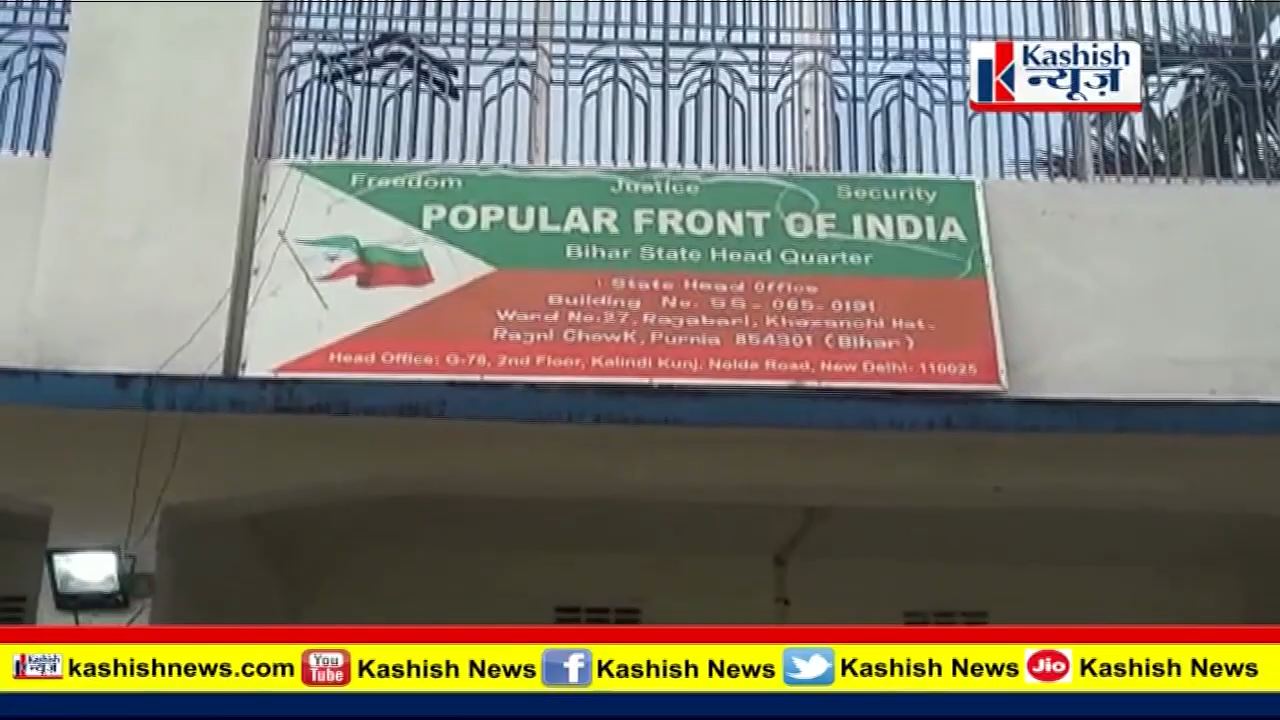 Kashish
न्यूज़
Freedom Justice Security
POPULAR FRONT OF INDIA
Bihar State Head Quarter
State Head Office
Building No. SS - 065- 0191
Ward No.27, Rajabari, Khazanchi Hat.
Rajni Chowk, Purnia 854301 (Bihar)
Head Office: G-78, 2nd Floor, Kalindi Kunj, Noida Road, New Delhi- 110025
Kashish न्यूज़ kashishnews.com You Tube Kashish News f Kashish News Kashish News Jio Kashish News